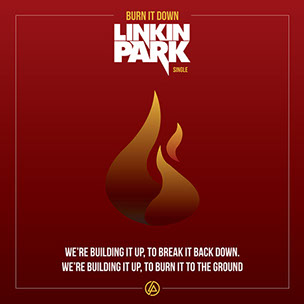 BURN IT DOWN
LINKIN
PARK
SINGLE
WE'RE BUILDING IT UP, TO BREAK IT BACK DOWN.
WE'RE BUILDING IT UP, TO BURN IT TO THE GROUND